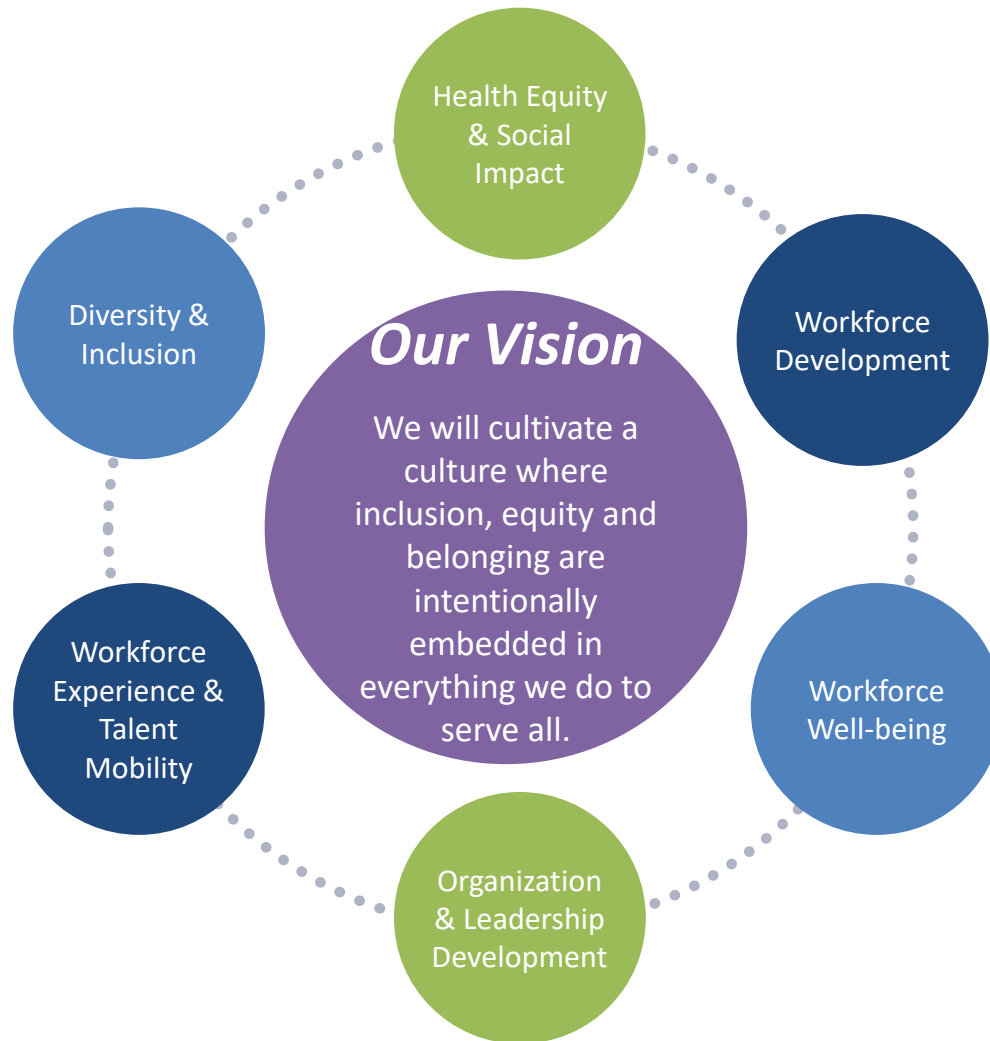 Health Equity
& Social
Impact
Diversity &
Inclusion
Workforce
Development
Our Vision
We will cultivate a
culture where
inclusion, equity and
belonging are
intentionally
embedded in
everything we do to
serve all.
Workforce
Experience &
Talent
Mobility
Workforce
Well-being
Organization
& Leadership
Development